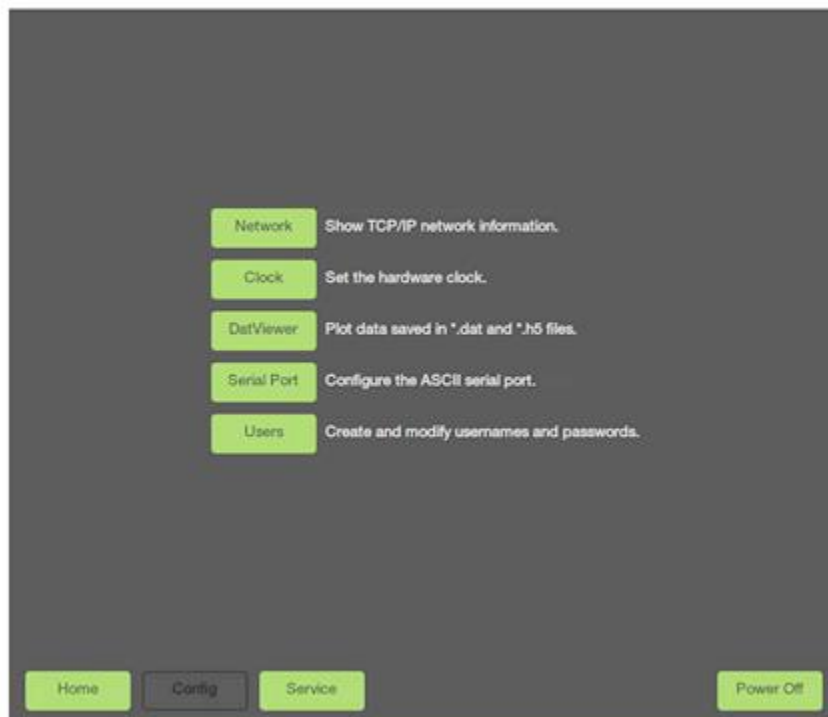 Network Show TCP/IP network information.
Clock Set the hardware clock.
DatViewer Plot data saved in *.dat and *.h5 files.
Serial Port Configure the ASCII serial port.
Users Create and modify usernames and passwords.
Home Config Service Power Off